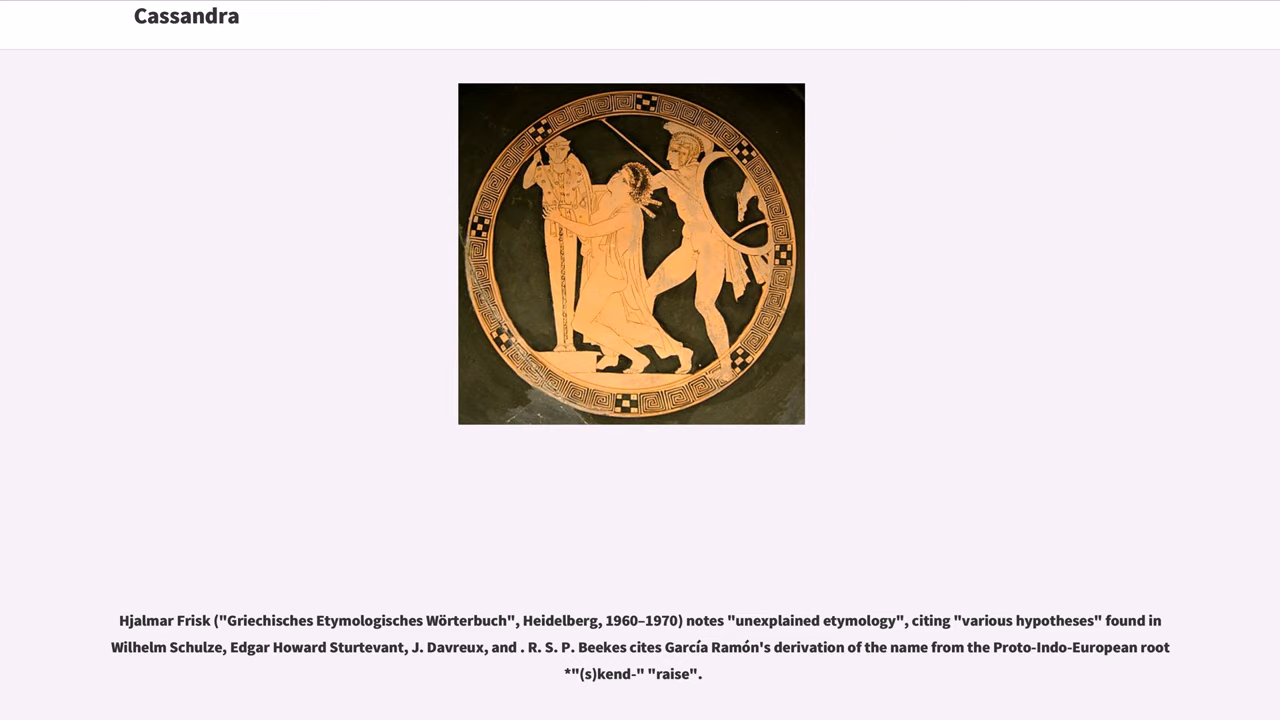 Cassandra
Hjalmar Frisk ("Griechisches Etymologisches Wörterbuch", Heidelberg, 1960–1970) notes "unexplained etymology", citing "various hypotheses" found in
Wilhelm Schulze, Edgar Howard Sturtevant, J. Davreux, and . R. S. P. Beekes cites García Ramón's derivation of the name from the Proto-Indo-European root
*"(s)kend-" "raise".